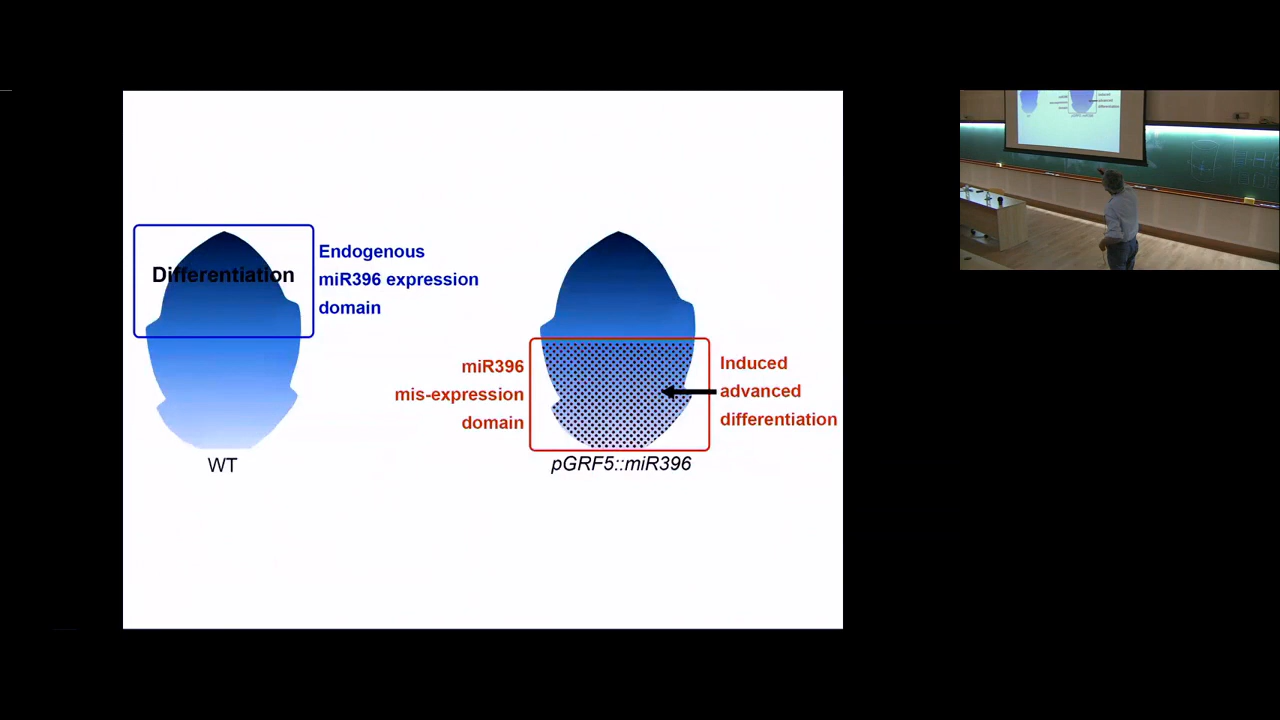 Differentiation
Endogenous
miR396 expression
domain
WT
miR396
mis-expression
domain
Induced
advanced
differentiation
pGRF5::miR396